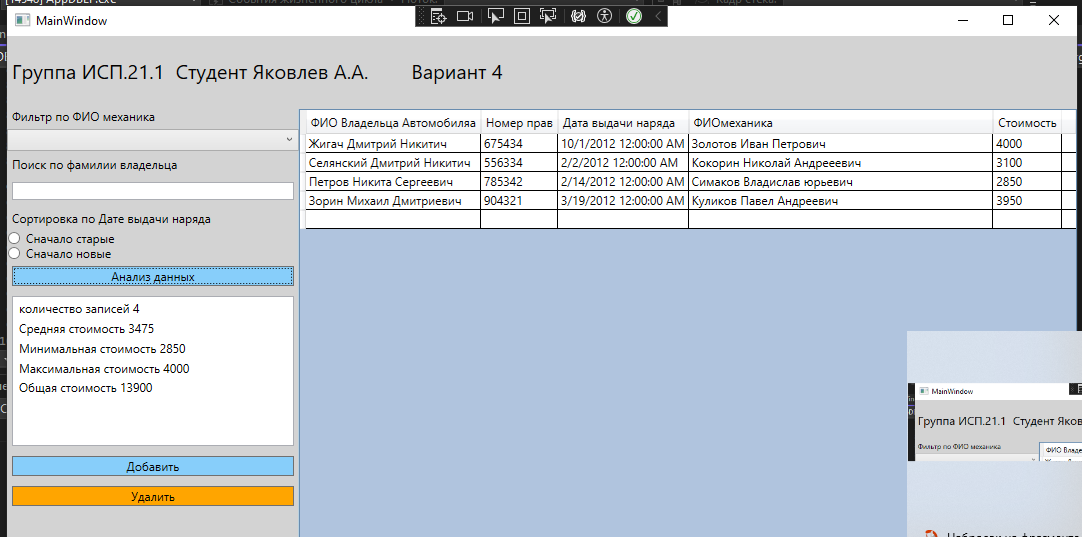 MainWindow
Группа ИСП.21.1 Студент Яковлев А.А. Вариант 4
Фильтр по ФИО механика
Поиск по фамилии владельца
Сортировка по Дате выдачи наряда
Сначало старые
Сначало новые
Анализ данных
количество записей 4
Средняя стоимость 3475
Минимальная стоимость 2850
Максимальная стоимость 4000
Общая стоимость 13900
Добавить
Удалить
ФИО Владельца Автомобиляа Номер прав Дата выдачи наряда ФИОмеханика Стоимость
Жигач Дмитрий Никитич 675434 10/1/2012 12:00:00 AM Золотов Иван Петрович 4000
Селянский Дмитрий Никитич 556334 2/2/2012 12:00:00 AM Кокорин Николай Андрееевич 3100
Петров Никита Сергеевич 785342 2/14/2012 12:00:00 AM Симаков Владислав юрьевич 2850
Зорин Михаил Дмитриевич 904321 3/19/2012 12:00:00 AM Куликов Павел Андреевич 3950
MainWindow
Группа ИСП.21.1 Студент Яков
Фильтр по ФИО механика
ФИО Владе